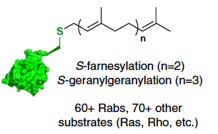 S
n
S-farnesylation (n=2)
S-geranylgeranylation (n=3)
60+ Rabs, 70+ other
substrates (Ras, Rho, etc.)